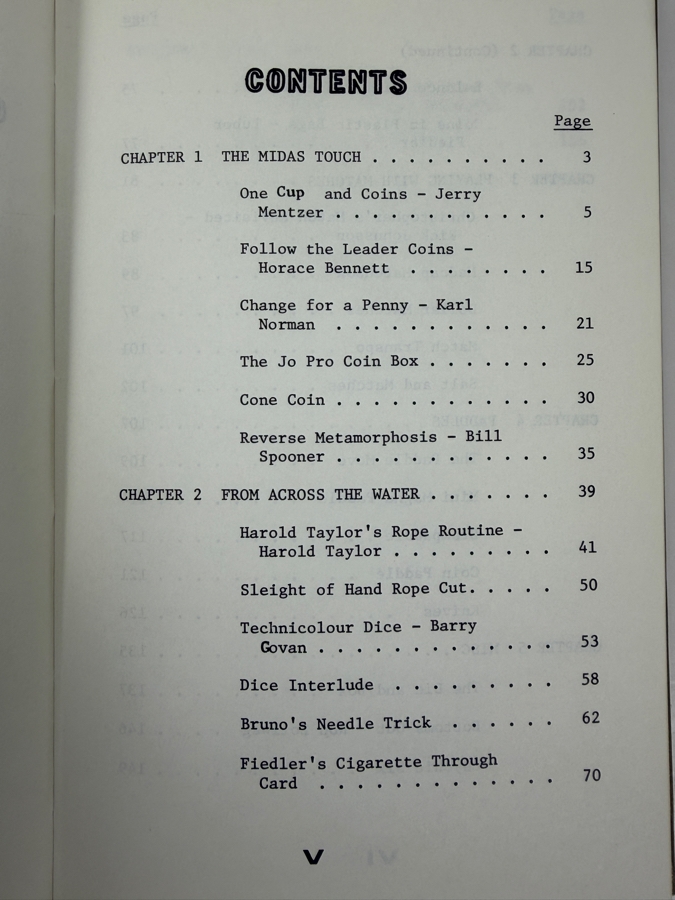 CONTENTS
Page
CHAPTER 1 THE MIDAS TOUCH . . . . . . . . . . 3
One Cup and Coins - Jerry
Mentzer . . . . . . . . . . . . 5
Follow the Leader Coins -
Horace Bennett . . . . . . . . 15
Change for a Penny - Karl
Norman . . . . . . . . . . . . 21
The Jo Pro Coin Box . . . . . . . 25
Cone Coin . . . . . . . . . . . . 30
Reverse Metamorphosis - Bill
Spooner . . . . . . . . . . . . 35
CHAPTER 2 FROM ACROSS THE WATER . . . . . . . 39
Harold Taylor's Rope Routine -
Harold Taylor . . . . . . . . . 41
Sleight of Hand Rope Cut. . . . . 50
Technicolour Dice - Barry
Govan . . . . . . . . . . . . . 53
Dice Interlude . . . . . . . . . 58
Bruno's Needle Trick . . . . . . 62
Fiedler's Cigarette Through
Card . . . . . . . . . . . . . 70
V